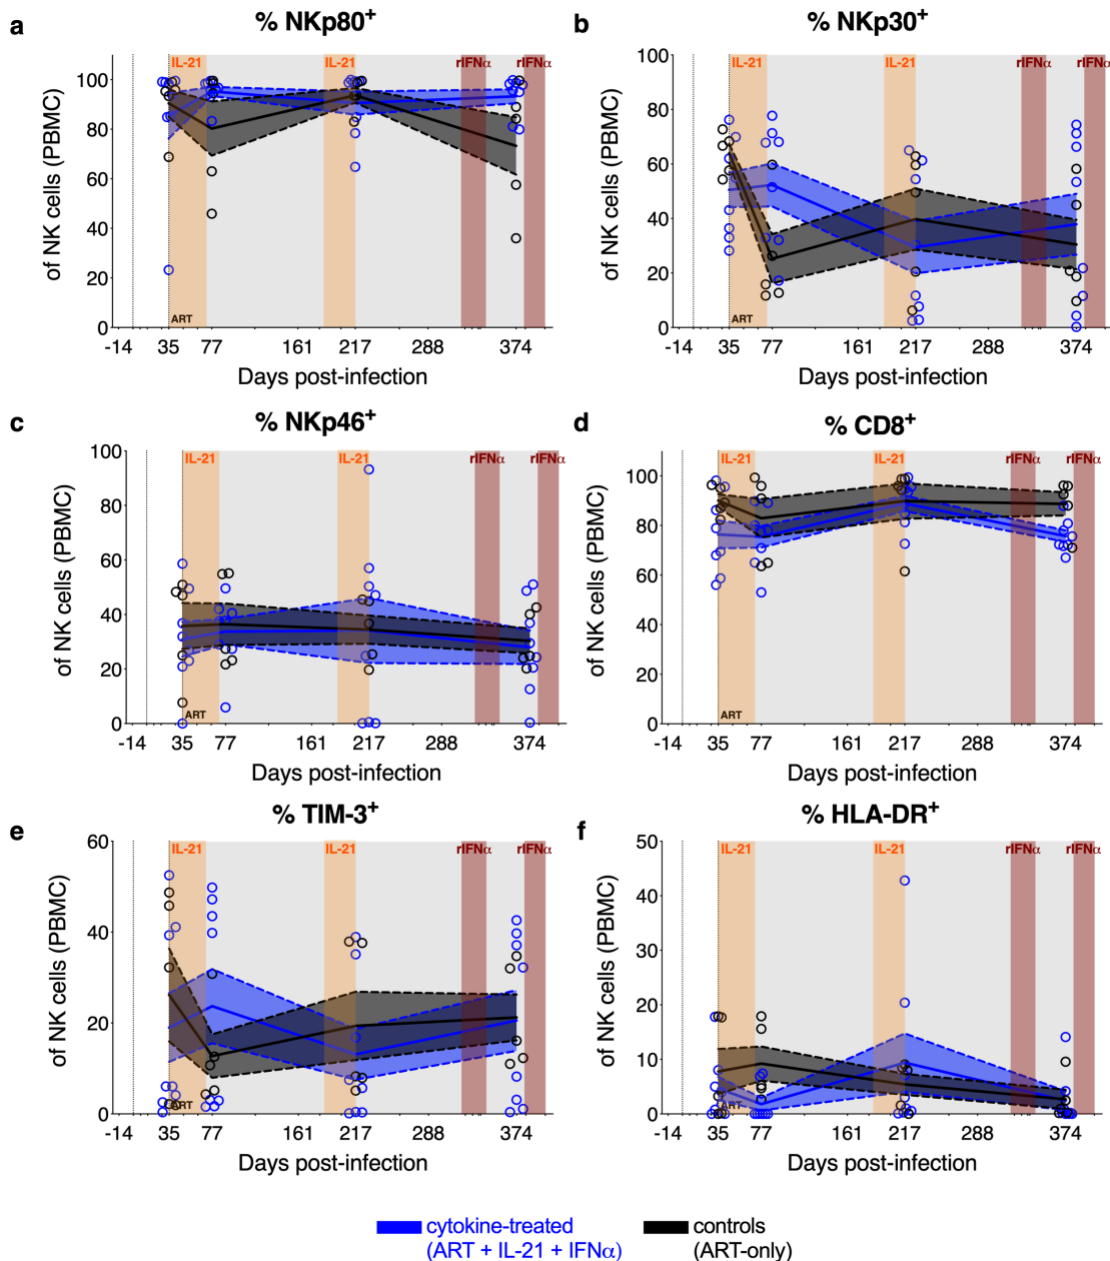 a
% NKp80⁺
of NK cells (PBMC)
100
80
60
40
20
0
IL-21
IL-21
rIFNα
rIFNα
ART
-14 35 77 161 217 288 374
Days post-infection
b
% NKp30⁺
of NK cells (PBMC)
100
80
60
40
20
0
IL-21
IL-21
rIFNα
rIFNα
ART
-14 35 77 161 217 288 374
Days post-infection
c
% NKp46⁺
of NK cells (PBMC)
100
80
60
40
20
0
IL-21
IL-21
rIFNα
rIFNα
ART
-14 35 77 161 217 288 374
Days post-infection
d
% CD8⁺
of NK cells (PBMC)
100
80
60
40
20
0
IL-21
IL-21
rIFNα
rIFNα
ART
-14 35 77 161 217 288 374
Days post-infection
e
% TIM-3⁺
of NK cells (PBMC)
60
40
20
0
IL-21
IL-21
rIFNα
rIFNα
ART
-14 35 77 161 217 288 374
Days post-infection
f
% HLA-DR⁺
of NK cells (PBMC)
50
40
30
20
10
0
IL-21
IL-21
rIFNα
rIFNα
ART
-14 35 77 161 217 288 374
Days post-infection
cytokine-treated
(ART + IL-21 + IFNα)
controls
(ART-only)